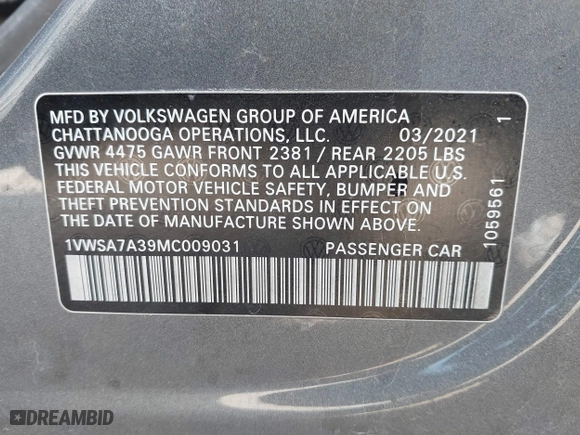 MFD BY VOLKSWAGEN GROUP OF AMERICA
CHATTANOOGA OPERATIONS, LLC. 03/2021
GVWR 4475 GAWR FRONT 2381 / REAR 2205 LBS
THIS VEHICLE CONFORMS TO ALL APPLICABLE U.S.
FEDERAL MOTOR VEHICLE SAFETY, BUMPER AND
THEFT PREVENTION STANDARDS IN EFFECT ON
THE DATE OF MANUFACTURE SHOWN ABOVE.
1VWSA7A39MC009031 PASSENGER CAR
1059561 1
DREAMBID